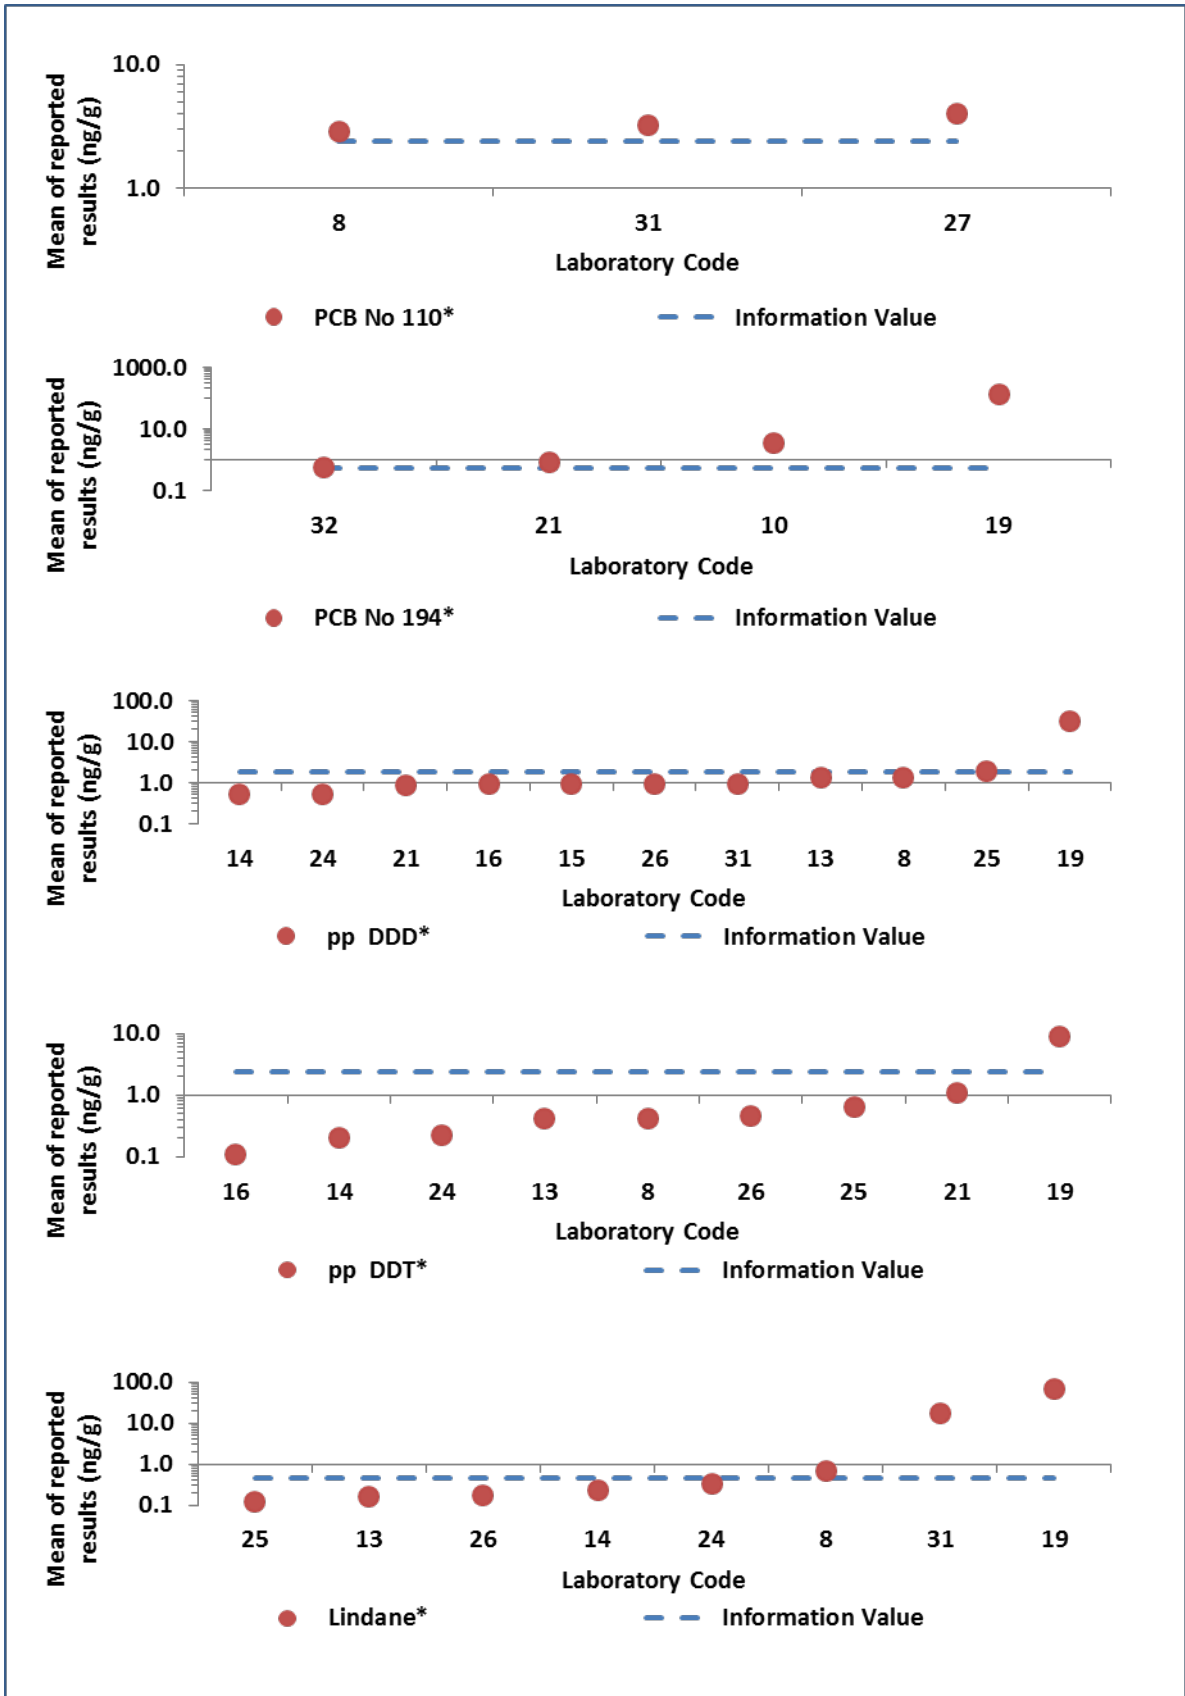 Mean of reported
results (ng/g)
10.0
1.0
8 31 27
Laboratory Code
PCB No 110* Information Value
Mean of reported
results (ng/g)
1000.0
10.0
0.1
32 21 10 19
Laboratory Code
PCB No 194* Information Value
Mean of reported
results (ng/g)
100.0
10.0
1.0
0.1
14 24 21 16 15 26 31 13 8 25 19
Laboratory Code
pp DDD* Information Value
Mean of reported
results (ng/g)
10.0
1.0
0.1
16 14 24 13 8 26 25 21 19
Laboratory Code
pp DDT* Information Value
Mean of reported
results (ng/g)
100.0
10.0
1.0
0.1
25 13 26 14 24 8 31 19
Laboratory Code
Lindane* Information Value